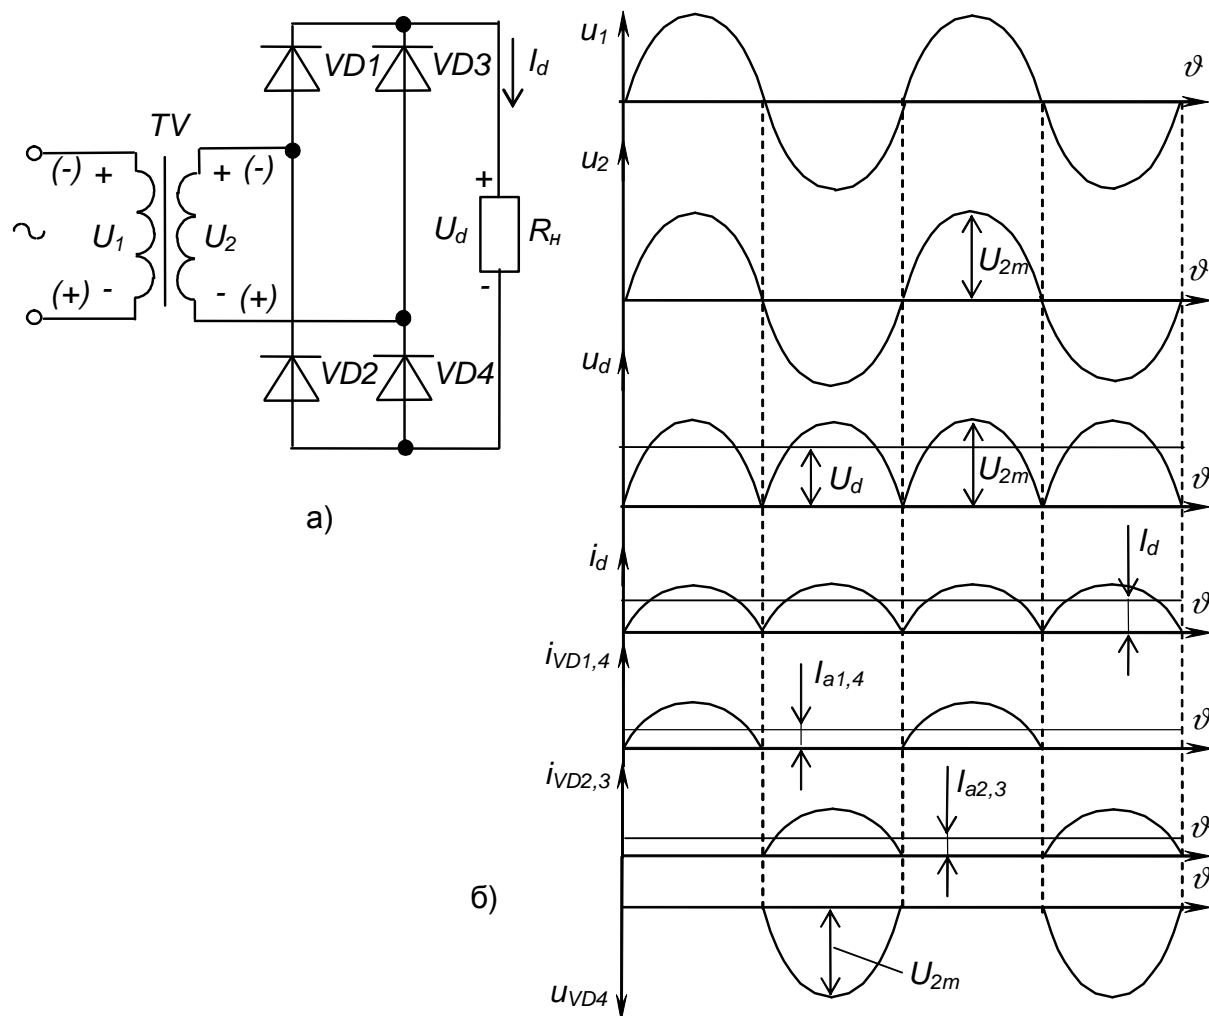 u1
ϑ
VD1 VD3 Id
TV
(-) + + (-)
u2
~ U1 U2
+
Ud Rн
-
(+) - - (+)
U2m
ϑ
VD2 VD4
ud
Ud
U2m
ϑ
а)
id
Id
ϑ
iVD1,4
Ia1,4
ϑ
iVD2,3
Ia2,3
ϑ
ϑ
б)
U2m
uVD4